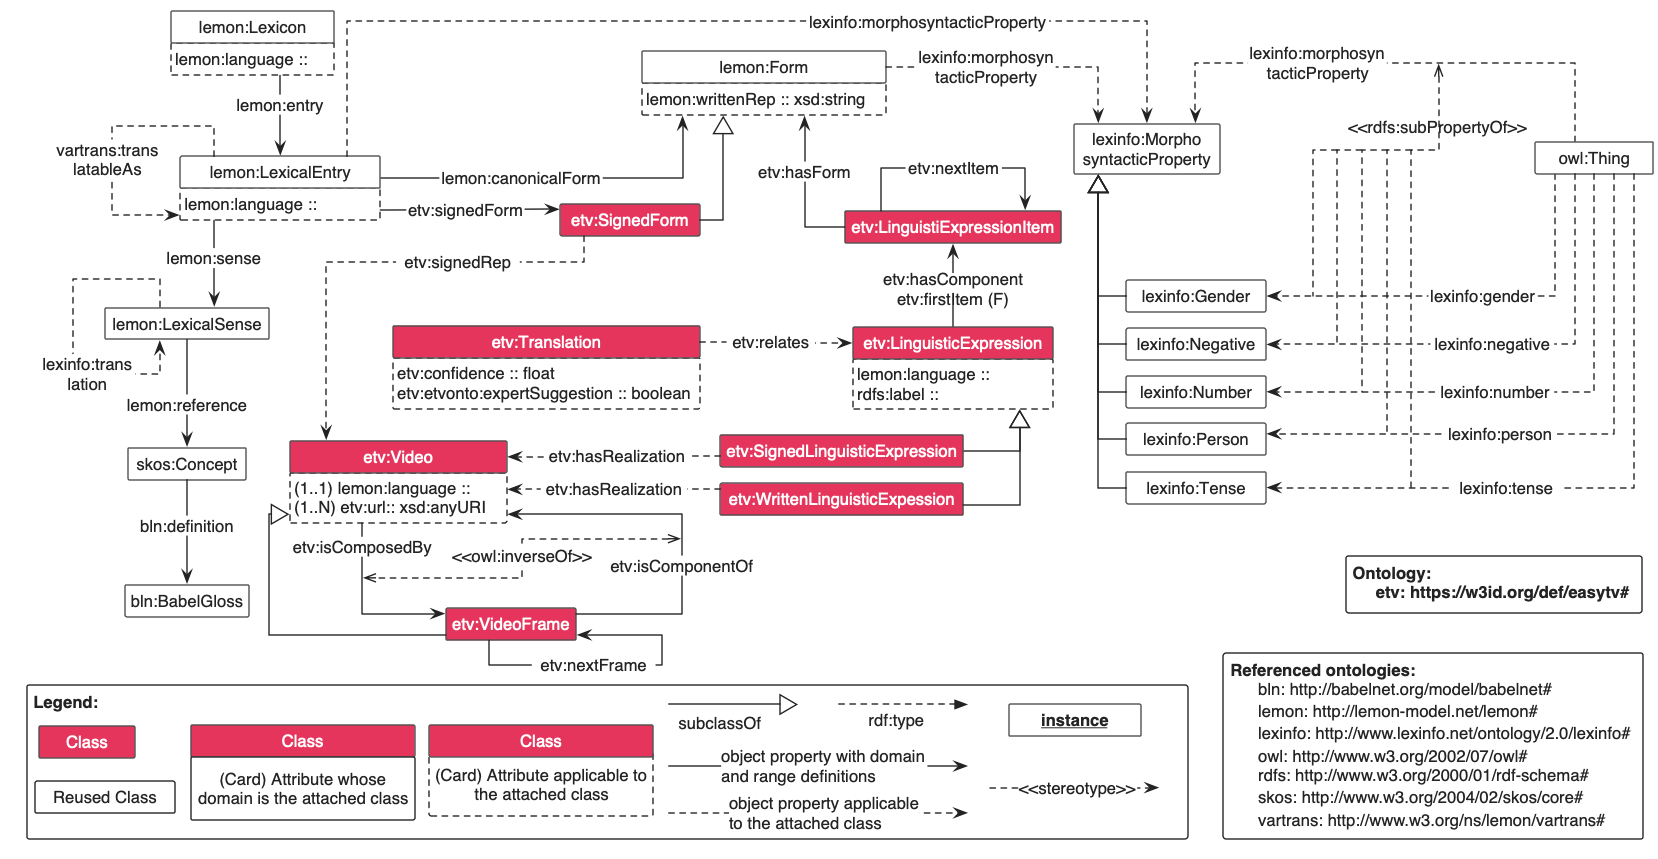 lemon:Lexicon
lemon:language ::
lemon:entry
vartrans:trans
latableAs
lemon:LexicalEntry
lemon:language ::
lemon:sense
lemon:LexicalSense
lexinfo:trans
lation
lemon:reference
skos:Concept
bln:definition
bln:BabelGloss
lexinfo:morphosyntacticProperty
lemon:Form
lemon:writtenRep :: xsd:string
lexinfo:morphosyn
tacticProperty
lexinfo:morphosyn
tacticProperty
<<rdfs:subPropertyOf>>
lexinfo:Morpho
syntacticProperty
owl:Thing
lemon:canonicalForm
etv:signedForm
etv:SignedForm
etv:signedRep
etv:hasForm
etv:nextItem
etv:LinguistiExpressionItem
etv:hasComponent
etv:firstItem (F)
etv:Translation
etv:confidence :: float
etv:etvonto:expertSuggestion :: boolean
etv:relates
etv:LinguisticExpression
lemon:language ::
rdfs:label ::
lexinfo:Gender
lexinfo:gender
lexinfo:Negative
lexinfo:negative
lexinfo:Number
lexinfo:number
lexinfo:Person
lexinfo:person
lexinfo:Tense
lexinfo:tense
etv:Video
(1..1) lemon:language ::
(1..N) etv:url:: xsd:anyURI
etv:hasRealization
etv:SignedLinguisticExpression
etv:hasRealization
etv:WrittenLinguisticExpession
etv:isComposedBy
<<owl:inverseOf>>
etv:isComponentOf
etv:VideoFrame
etv:nextFrame
Ontology:
etv: https://w3id.org/def/easytv#
Referenced ontologies:
bln: http://babelnet.org/model/babelnet#
lemon: http://lemon-model.net/lemon#
lexinfo: http://www.lexinfo.net/ontology/2.0/lexinfo#
owl: http://www.w3.org/2002/07/owl#
rdfs: http://www.w3.org/2000/01/rdf-schema#
skos: http://www.w3.org/2004/02/skos/core#
vartrans: http://www.w3.org/ns/lemon/vartrans#
Legend:
Class
Reused Class
Class
(Card) Attribute whose
domain is the attached class
Class
(Card) Attribute applicable to
the attached class
subclassOf
rdf:type
instance
object property with domain
and range definitions
object property applicable
to the attached class
<<stereotype>>